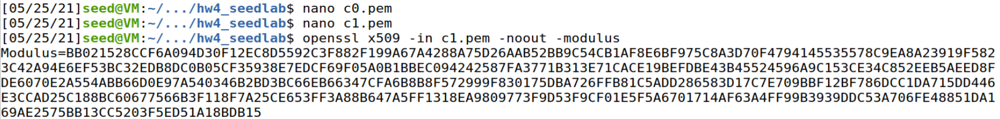 [05/25/21]seed@VM:~/.../hw4_seedlab$ nano c0.pem
[05/25/21]seed@VM:~/.../hw4_seedlab$ nano c1.pem
[05/25/21]seed@VM:~/.../hw4_seedlab$ openssl x509 -in c1.pem -noout -modulus
Modulus=BB021528CCF6A094D30F12EC8D5592C3F882F199A67A4288A75D26AAB52BB9C54CB1AF8E6BF975C8A3D70F4794145535578C9EA8A23919F582
3C42A94E6EF53BC32EDB8DC0B05CF35938E7EDCF69F05A0B1BBEC094242587FA3771B313E71CACE19BEFDBE43B45524596A9C153CE34C852EEB5AEED8F
DE6070E2A554ABB66D0E97A540346B2BD3BC66EB66347CFA6B8B8F572999F830175DBA726FFB81C5ADD286583D17C7E709BBF12BF786DCC1DA715DD446
E3CCAD25C188BC60677566B3F118F7A25CE653FF3A88B647A5FF1318EA9809773F9D53F9CF01E5F5A6701714AF63A4FF99B3939DDC53A706FE48851DA1
69AE2575BB13CC5203F5ED51A18BDB15